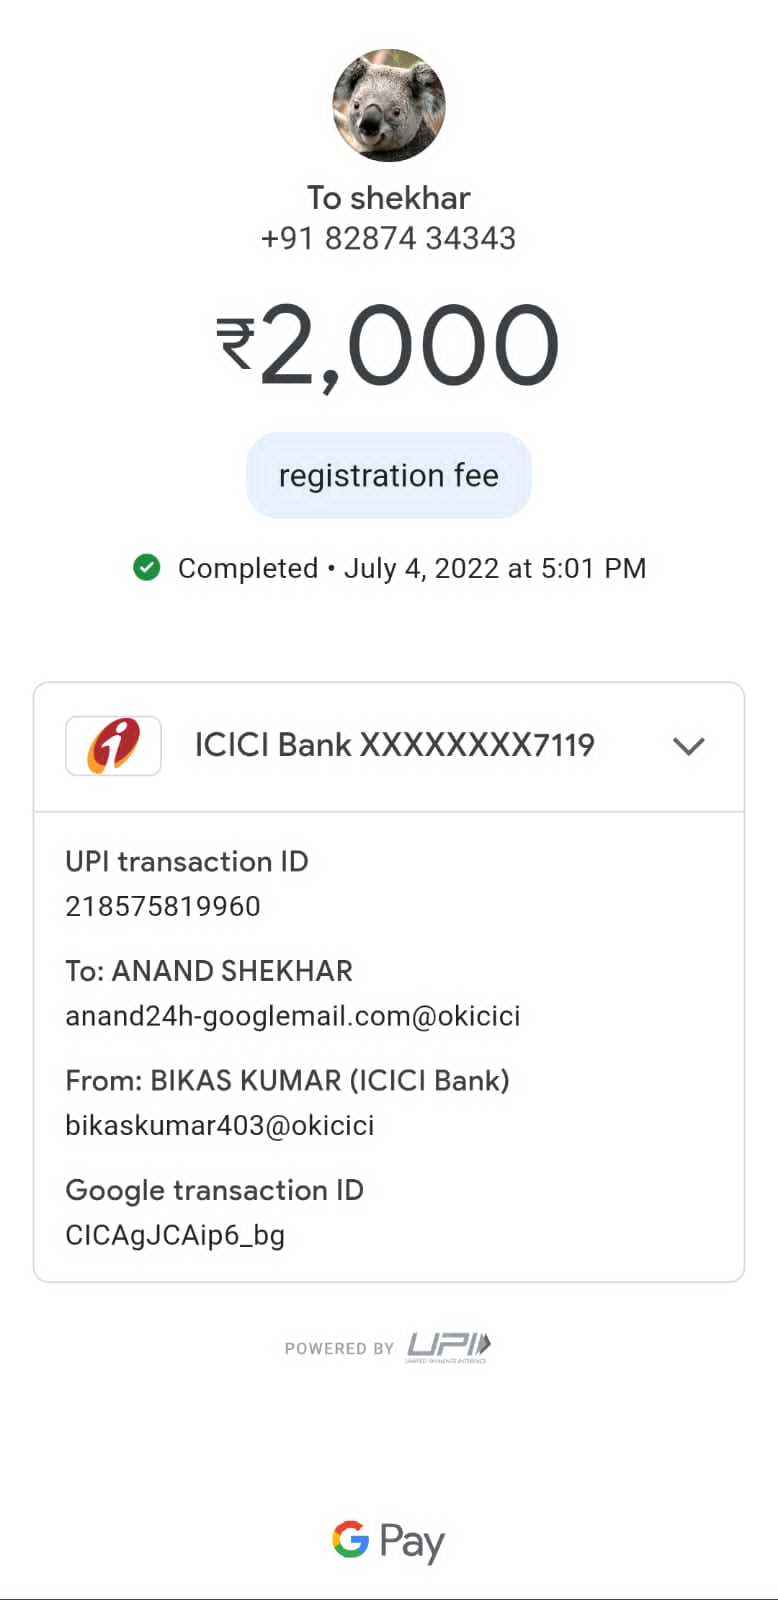 To shekhar
+91 82874 34343
₹2,000
registration fee
Completed • July 4, 2022 at 5:01 PM
ICICI Bank XXXXXXXX7119
UPI transaction ID
218575819960
To: ANAND SHEKHAR
anand24h-googlemail.com@okicici
From: BIKAS KUMAR (ICICI Bank)
bikaskumar403@okicici
Google transaction ID
CICAgJCAip6_bg
POWERED BY UPI
UNIFIED PAYMENTS INTERFACE
G Pay